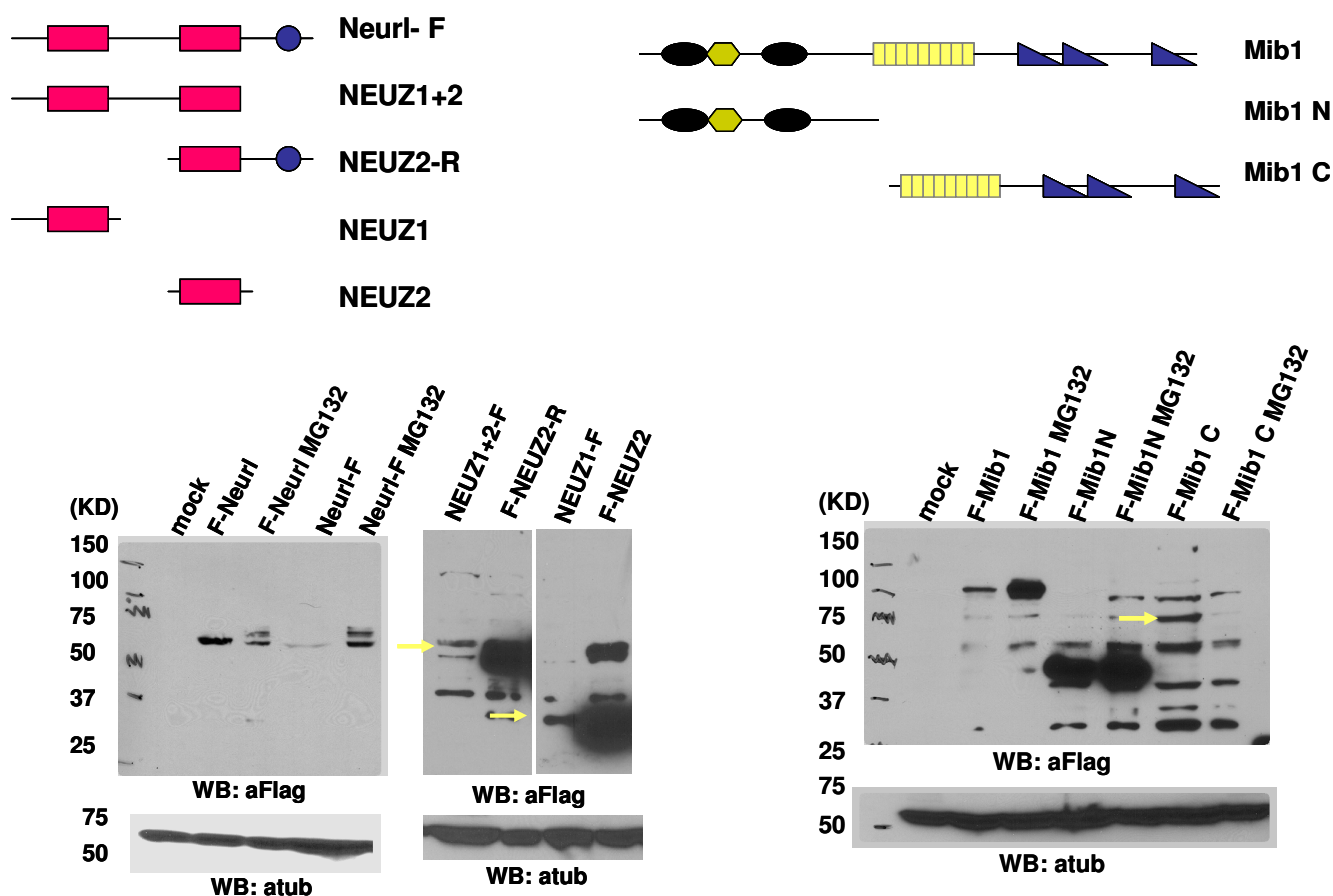 Neurl- F
NEUZ1+2
NEUZ2-R
NEUZ1
NEUZ2
Mib1
Mib1 N
Mib1 C
(KD)
mock
F-Neurl
F-Neurl MG132
Neurl-F
Neurl-F MG132
150
100
75
50
37
25
WB: aFlag
75
50
WB: atub
NEUZ1+2-F
F-NEUZ2-R
NEUZ1-F
F-NEUZ2
WB: aFlag
WB: atub
(KD)
mock
F-Mib1
F-Mib1 MG132
F-Mib1N
F-Mib1N MG132
F-Mib1 C
F-Mib1 C MG132
150
100
75
50
37
25
WB: aFlag
75
50
WB: atub